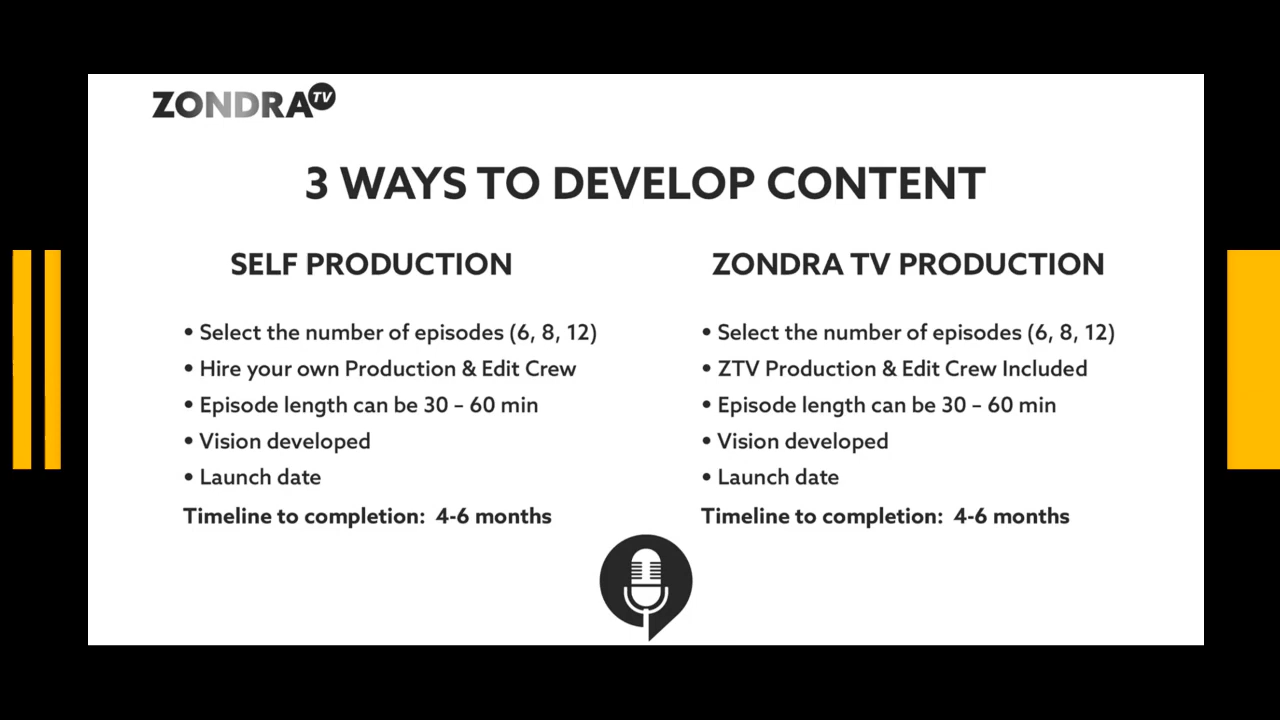 ZONDRA TV
3 WAYS TO DEVELOP CONTENT
SELF PRODUCTION
• Select the number of episodes (6, 8, 12)
• Hire your own Production & Edit Crew
• Episode length can be 30 – 60 min
• Vision developed
• Launch date
Timeline to completion:  4-6 months
ZONDRA TV PRODUCTION
• Select the number of episodes (6, 8, 12)
• ZTV Production & Edit Crew Included
• Episode length can be 30 – 60 min
• Vision developed
• Launch date
Timeline to completion:  4-6 months